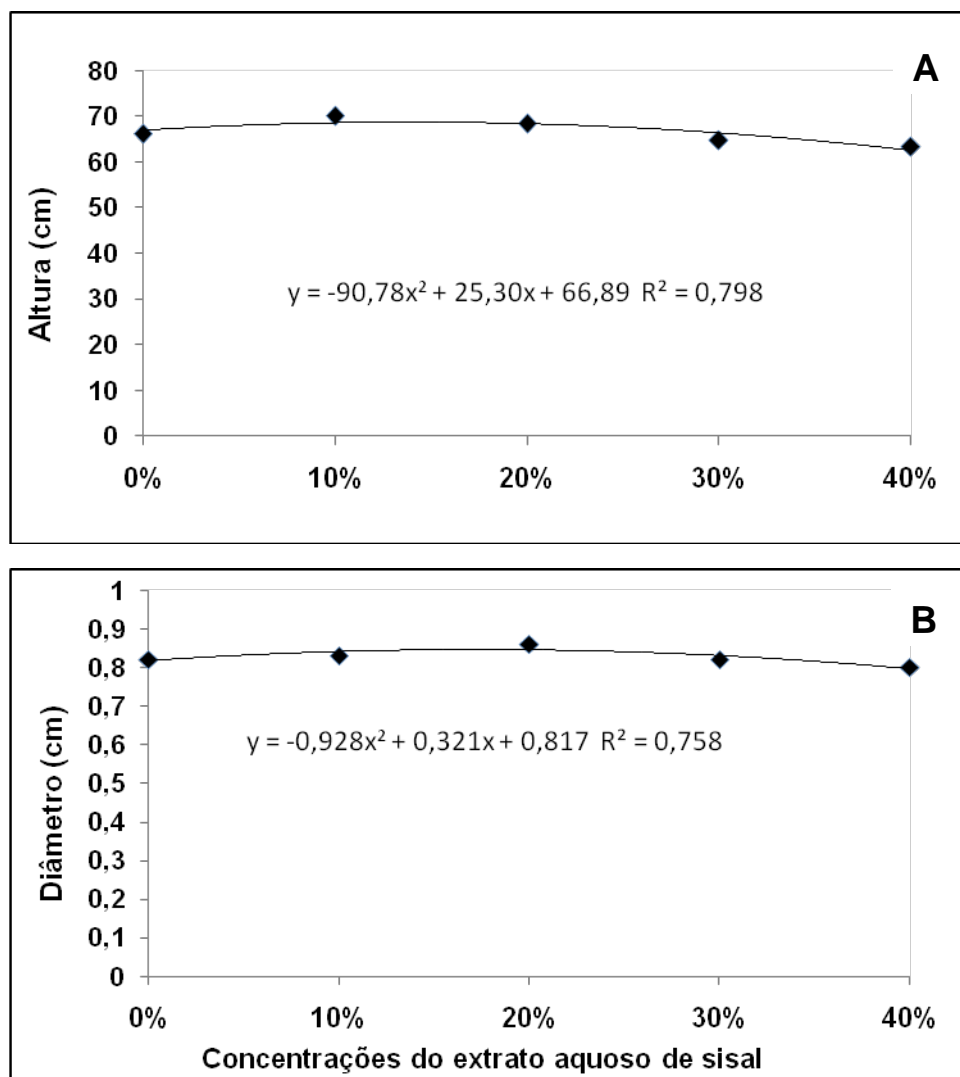 A
80
70
60
50
40
30
20
10
0
Altura (cm)
y = -90,78x² + 25,30x + 66,89 R² = 0,798
0% 10% 20% 30% 40%
B
1
0,9
0,8
0,7
0,6
0,5
0,4
0,3
0,2
0,1
0
Diâmetro (cm)
y = -0,928x² + 0,321x + 0,817 R² = 0,758
0% 10% 20% 30% 40%
Concentrações do extrato aquoso de sisal